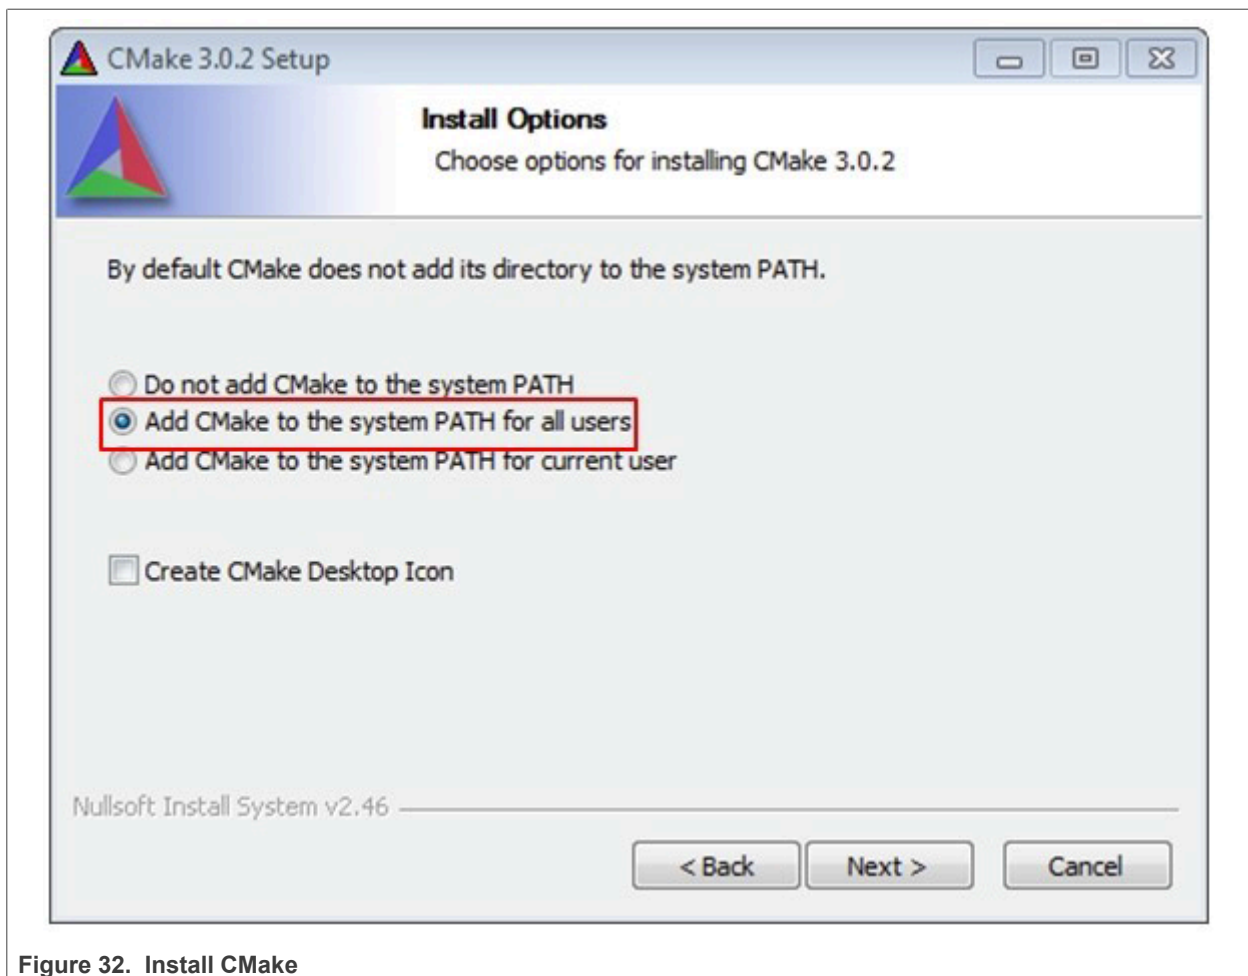 CMake 3.0.2 Setup
Install Options
Choose options for installing CMake 3.0.2
By default CMake does not add its directory to the system PATH.
Do not add CMake to the system PATH
Add CMake to the system PATH for all users
Add CMake to the system PATH for current user
Create CMake Desktop Icon
Nullsoft Install System v2.46
< Back Next > Cancel
Figure 32. Install CMake